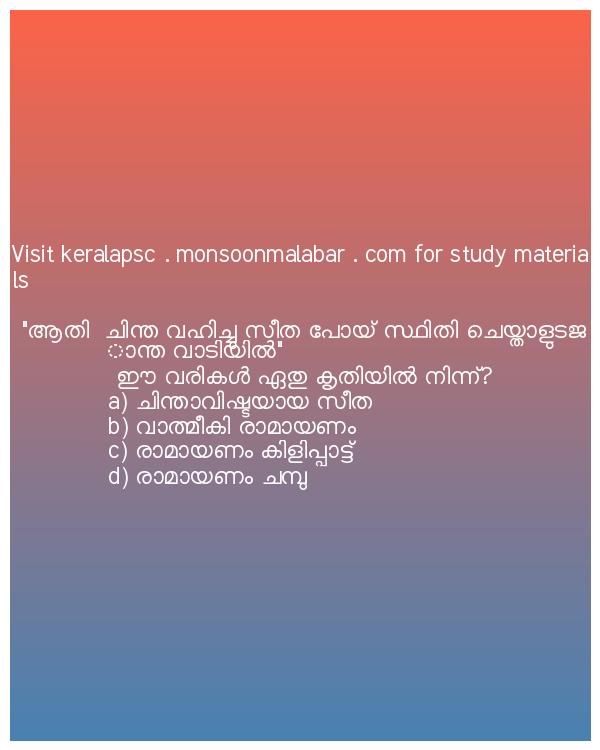 Visit keralapsc . monsoonmalabar . com for study materia
ls
"ആതി ചിന്ത വഹിച്ചു സീത പോയ് സ്ഥിതി ചെയ്താളുടജ
ാന്ത വാടിയിൽ"
ഈ വരികൾ ഏതു കൃതിയിൽ നിന്ന്?
a) ചിന്താവിഷ്ടയായ സീത
b) വാത്മീകി രാമായണം
c) രാമായണം കിളിപ്പാട്ട്
d) രാമായണം ചമ്പു